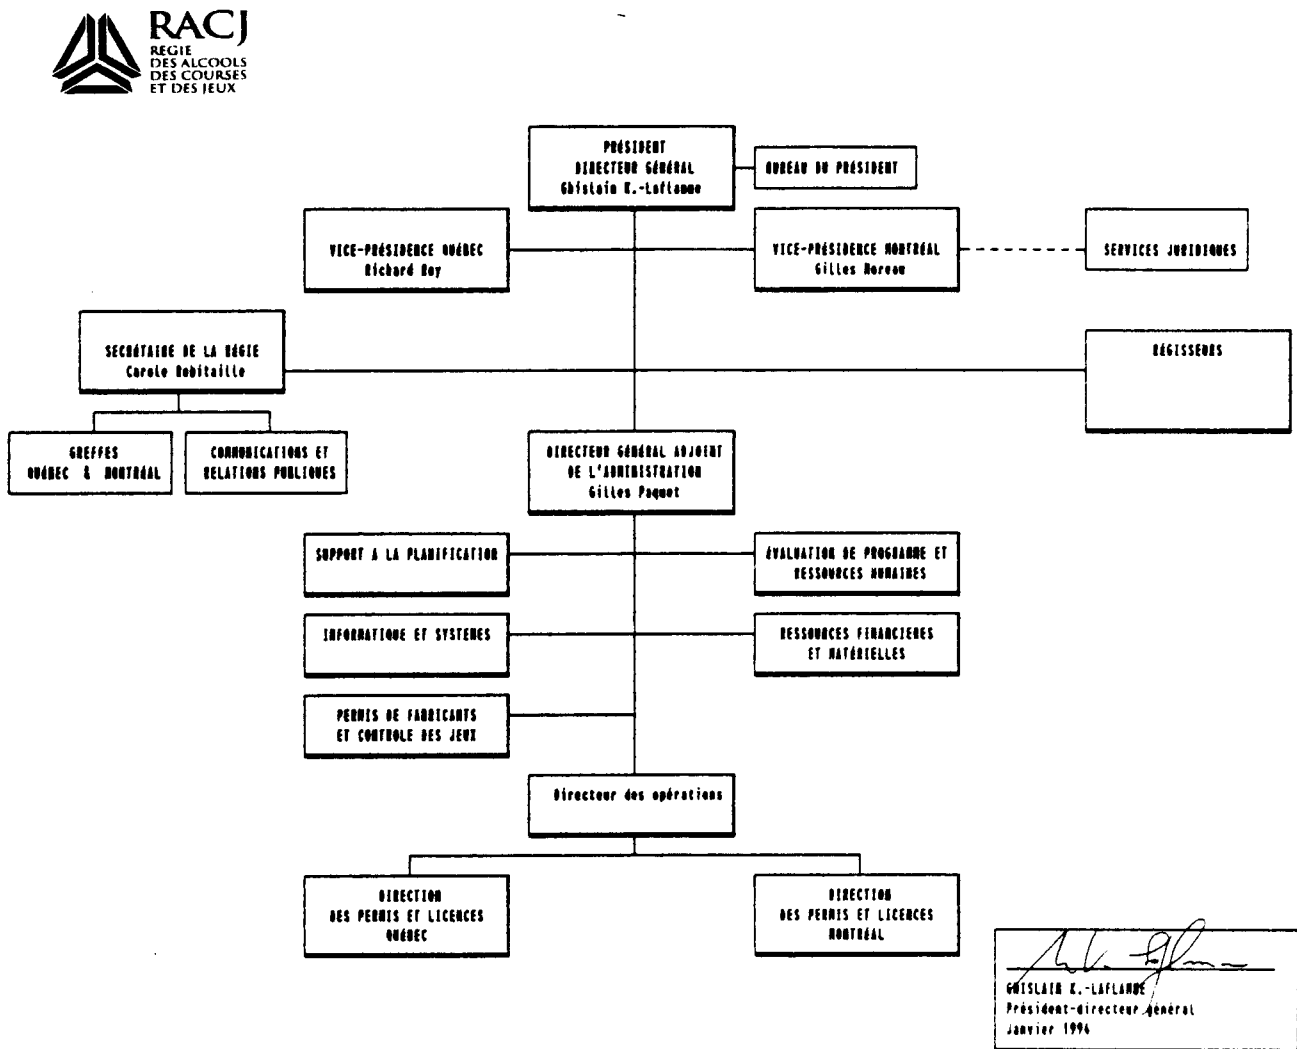 RACJ
RÉGIE
DES ALCOOLS
DES COURSES
ET DES JEUX
PRÉSIDENT
DIRECTEUR GÉNÉRAL
Ghislain K.-Laflamme
BUREAU DU PRÉSIDENT
VICE-PRÉSIDENCE QUÉBEC
Richard Roy
VICE-PRÉSIDENCE MONTRÉAL
Gilles Moreau
SERVICES JURIDIQUES
SECRÉTAIRE DE LA RÉGIE
Carole Robitaille
RÉGISSEURS
GREFFES
QUÉBEC & MONTRÉAL
COMMUNICATIONS ET
RELATIONS PUBLIQUES
DIRECTEUR GÉNÉRAL ADJOINT
DE L'ADMINISTRATION
Gilles Paquet
SUPPORT A LA PLANIFICATION
ÉVALUATION DE PROGRAMME ET
RESSOURCES HUMAINES
INFORMATIQUE ET SYSTEMES
RESSOURCES FINANCIERES
ET MATÉRIELLES
PERMIS DE FABRICANTS
ET CONTROLE DES JEUX
Directeur des opérations
DIRECTION
DES PERMIS ET LICENCES
QUÉBEC
DIRECTION
DES PERMIS ET LICENCES
MONTRÉAL
GHISLAIN K.-LAFLAMME
Président-directeur général
Janvier 1994